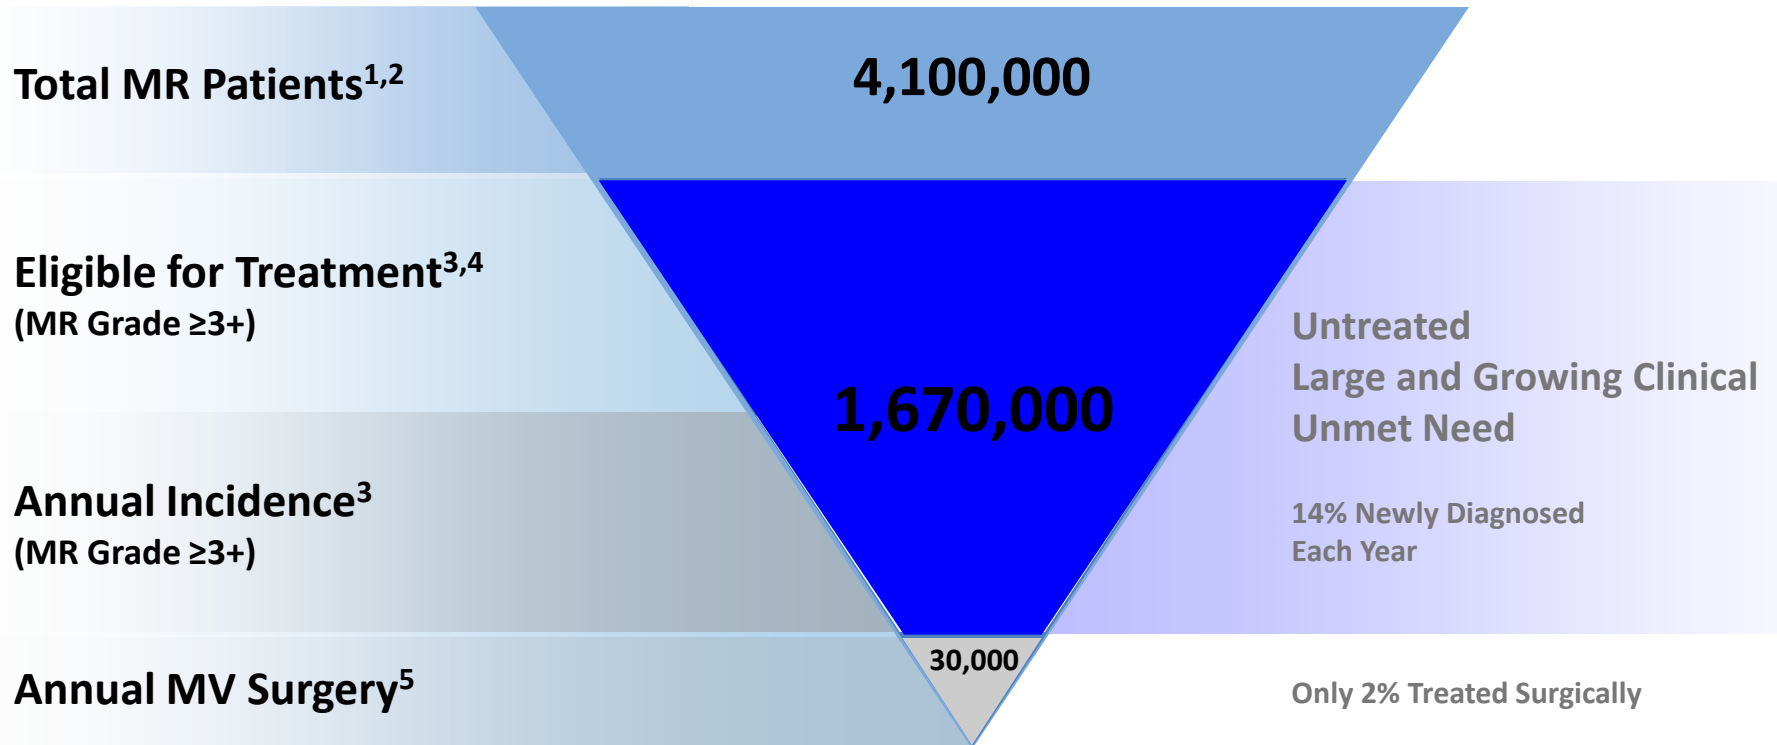 Total MR Patients1,2
4,100,000
Eligible for Treatment3,4
(MR Grade ≥3+)
1,670,000
Untreated
Large and Growing Clinical
Unmet Need
Annual Incidence3
(MR Grade ≥3+)
14% Newly Diagnosed
Each Year
Annual MV Surgery5
30,000
Only 2% Treated Surgically